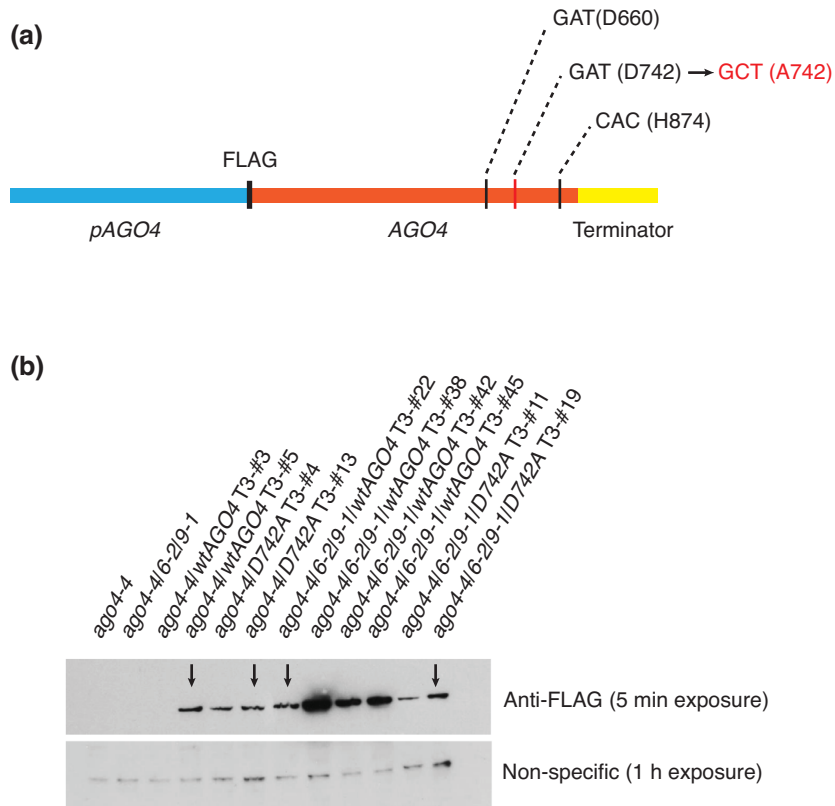 (a)
GAT(D660)
GAT (D742) → GCT (A742)
CAC (H874)
FLAG
pAGO4
AGO4
Terminator
(b)
ago4-4
ago4-4/6-2/9-1
ago4-4/wtAGO4 T3-#3
ago4-4/wtAGO4 T3-#5
ago4-4/D742A T3-#4
ago4-4/D742A T3-#13
ago4-4/6-2/9-1/wtAGO4 T3-#22
ago4-4/6-2/9-1/wtAGO4 T3-#38
ago4-4/6-2/9-1/wtAGO4 T3-#42
ago4-4/6-2/9-1/wtAGO4 T3-#45
ago4-4/6-2/9-1/D742A T3-#11
ago4-4/6-2/9-1/D742A T3-#19
Anti-FLAG (5 min exposure)
Non-specific (1 h exposure)